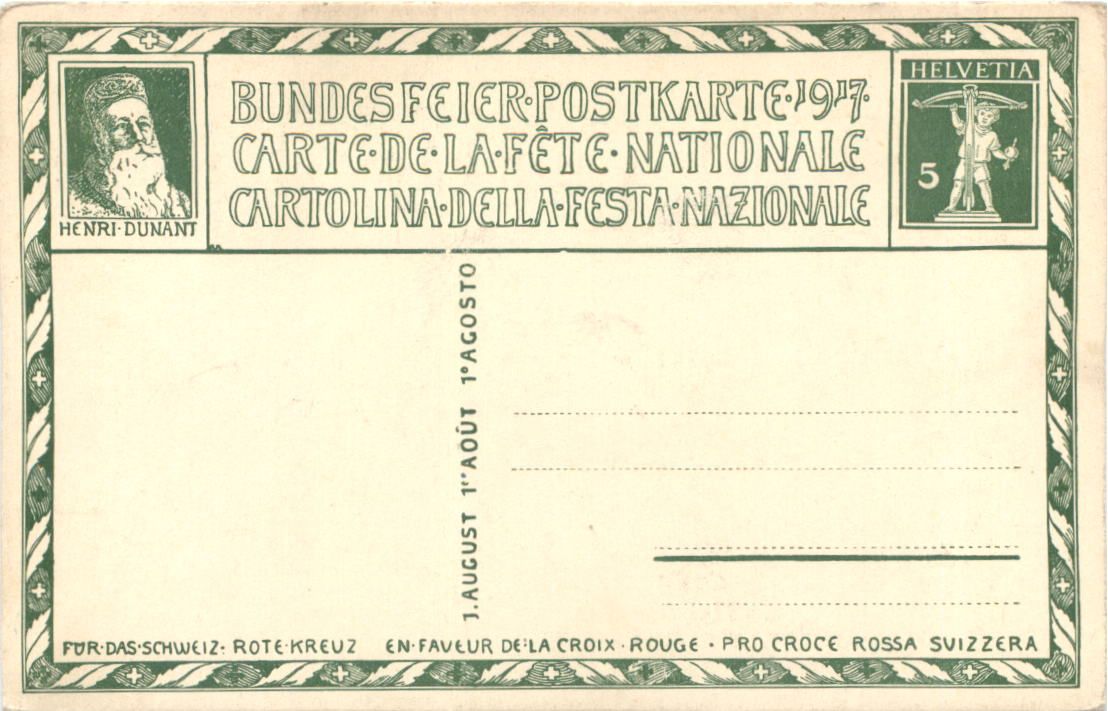 BUNDESFEIER·POSTKARTE·1917·
CARTE·DE·LA·FÊTE·NATIONALE
CARTOLINA·DELLA·FESTA·NAZIONALE
HENRI·DUNANT
HELVETIA
5
1. AUGUST 1ER AOÛT 1º AGOSTO
FÜR·DAS·SCHWEIZ· ROTE·KREUZ EN·FAVEUR DE·LA CROIX·ROUGE · PRO CROCE ROSSA SVIZZERA